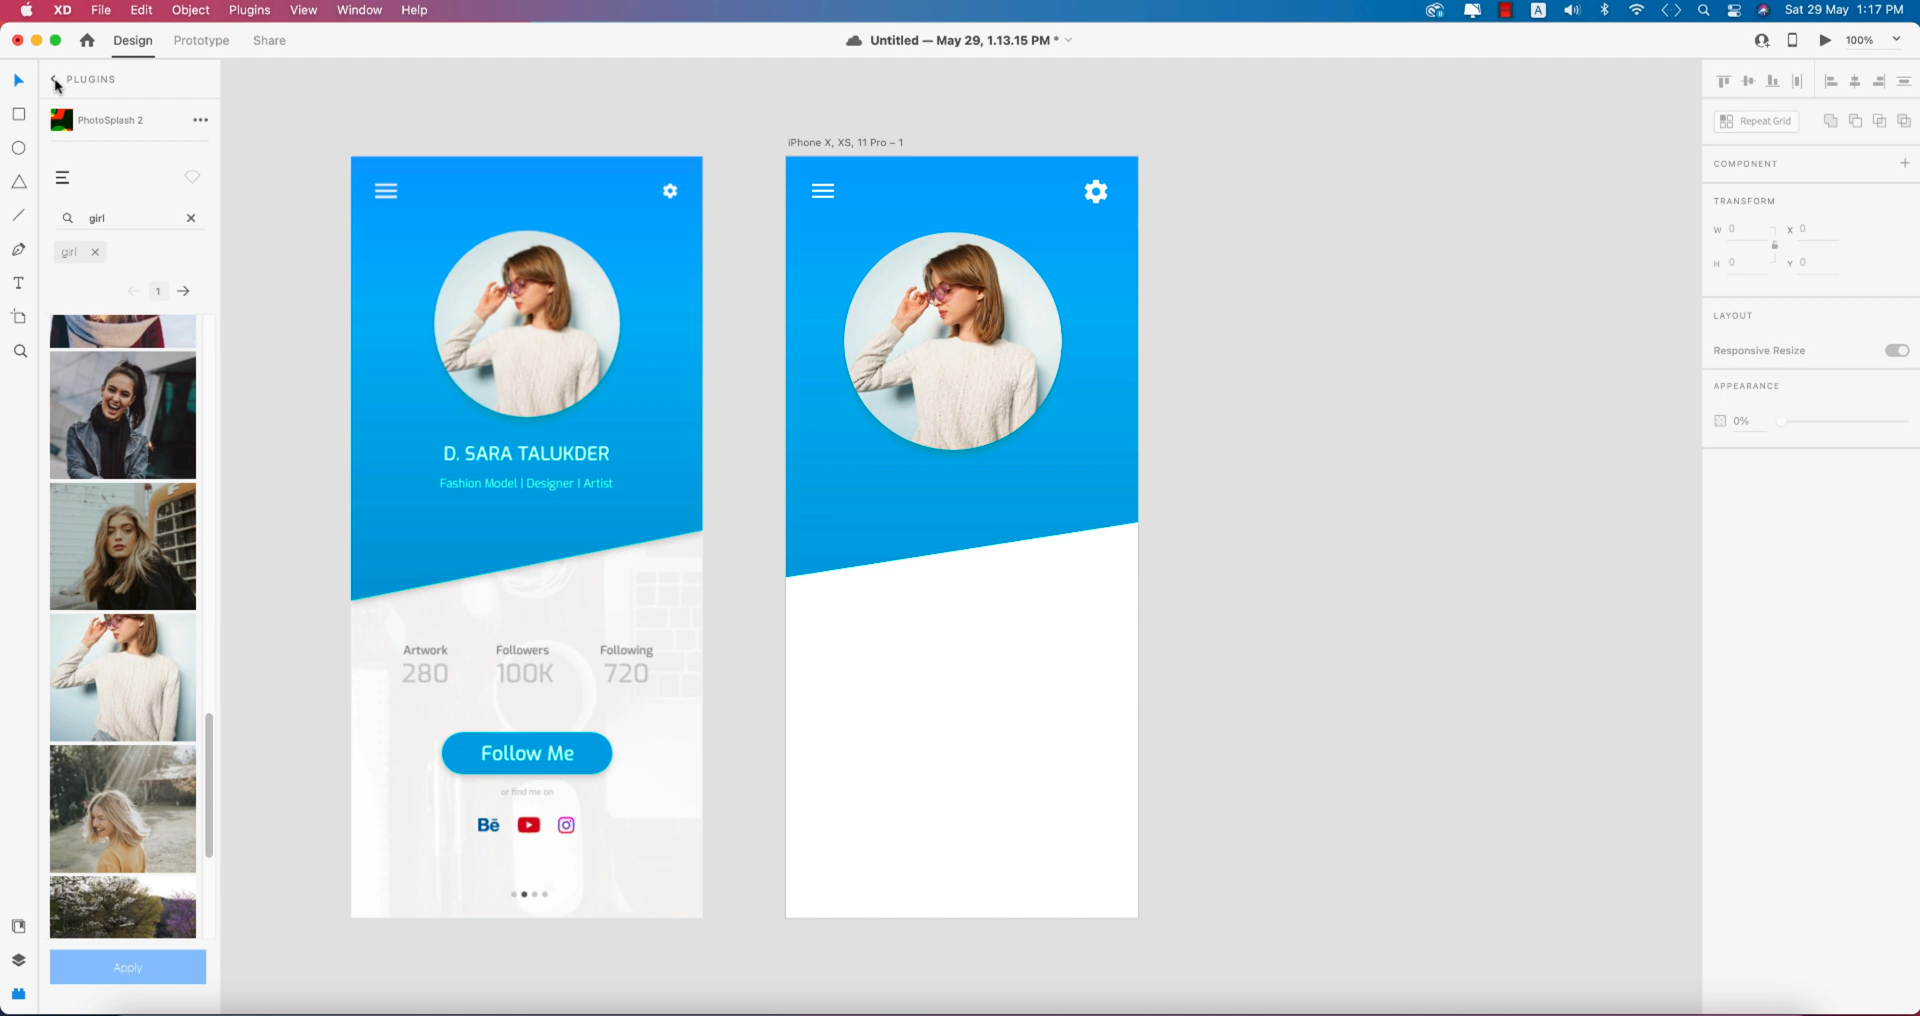 XD File Edit Object Plugins View Window Help
A
Sat 29 May 1:17 PM
Design Prototype Share
Untitled — May 29, 1.13.15 PM *
100%
PLUGINS
PhotoSplash 2
girl
girl
1
Apply
D. SARA TALUKDER
Fashion Model | Designer | Artist
Artwork Followers Following
280 100K 720
Follow Me
or find me on
Bē
iPhone X, XS, 11 Pro – 1
Repeat Grid
COMPONENT
TRANSFORM
W 0 X 0
H 0 Y 0
LAYOUT
Responsive Resize
APPEARANCE
0%